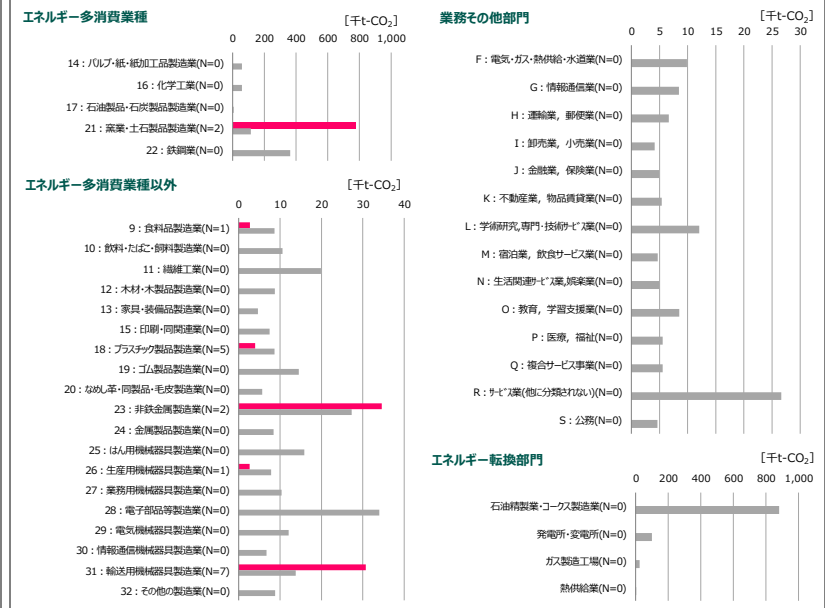 エネルギー多消費業種
[千t-CO₂]
0 200 400 600 800 1,000
14：パルプ・紙・紙加工品製造業(N=0)
16：化学工業(N=0)
17：石油製品・石炭製品製造業(N=0)
21：窯業・土石製品製造業(N=2)
22：鉄鋼業(N=0)
エネルギー多消費業種以外
[千t-CO₂]
0 10 20 30 40
9：食料品製造業(N=1)
10：飲料・たばこ・飼料製造業(N=0)
11：繊維工業(N=0)
12：木材・木製品製造業(N=0)
13：家具・装備品製造業(N=0)
15：印刷・同関連業(N=0)
18：プラスチック製品製造業(N=5)
19：ゴム製品製造業(N=0)
20：なめし革・同製品・毛皮製造業(N=0)
23：非鉄金属製造業(N=2)
24：金属製品製造業(N=0)
25：はん用機械器具製造業(N=0)
26：生産用機械器具製造業(N=1)
27：業務用機械器具製造業(N=0)
28：電子部品等製造業(N=0)
29：電気機械器具製造業(N=0)
30：情報通信機械器具製造業(N=0)
31：輸送用機械器具製造業(N=7)
32：その他の製造業(N=0)
業務その他部門
[千t-CO₂]
0 5 10 15 20 25 30
F：電気・ガス・熱供給・水道業(N=0)
G：情報通信業(N=0)
H：運輸業，郵便業(N=0)
I：卸売業，小売業(N=0)
J：金融業，保険業(N=0)
K：不動産業，物品賃貸業(N=0)
L：学術研究,専門・技術サービス業(N=0)
M：宿泊業，飲食サービス業(N=0)
N：生活関連サービス業,娯楽業(N=0)
O：教育，学習支援業(N=0)
P：医療，福祉(N=0)
Q：複合サービス事業(N=0)
R：サービス業(他に分類されない)(N=0)
S：公務(N=0)
エネルギー転換部門
[千t-CO₂]
0 200 400 600 800 1,000
石油精製業・コークス製造業(N=0)
発電所・変電所(N=0)
ガス製造工場(N=0)
熱供給業(N=0)